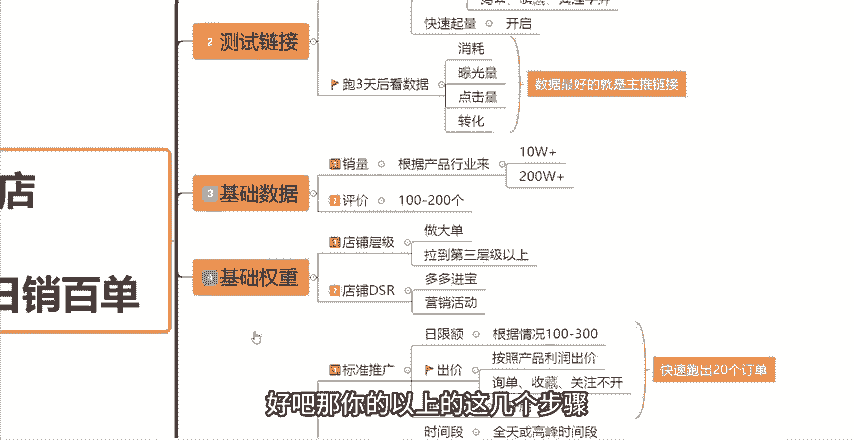 快速起量 开启
2 测试链接
消耗
曝光量
跑3天后看数据
点击量
数据最好的就是主推链接
转化
10W+
1 销量 根据产品行业来
200W+
店
3 基础数据
2 评价 100-200个
做大单
1 店铺层级
拉到第三层级以上
4 基础权重
多多进宝
日销百单
2 店铺DSR
营销活动
日限额 根据情况100-300
按照产品利润出价
1 标准推广 出价
快速跑出20个订单
询单、收藏、关注不开
好吧那你的以上的这几个步骤
时间段 全天或高峰时间段